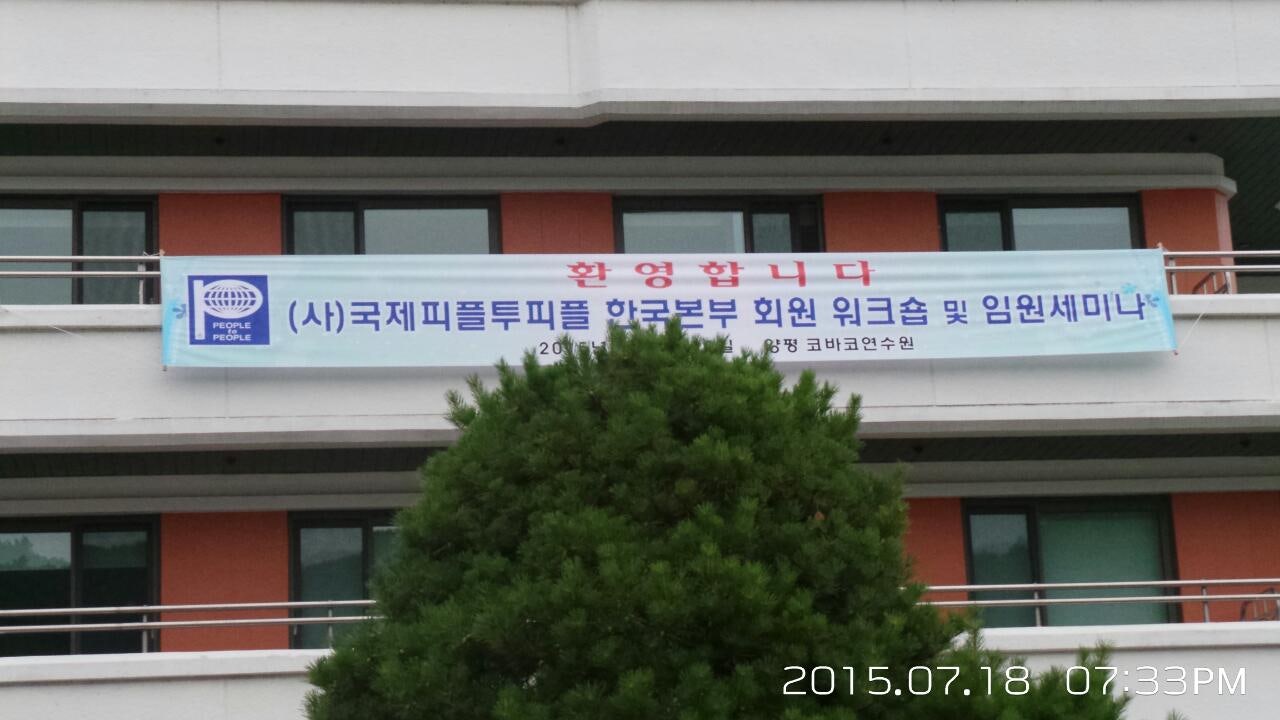 환영합니다
PEOPLE
to
PEOPLE
(사)국제피플투피플 한국본부 회원 워크숍 및 임원세미나
양평 코바코연수원
2015.07.18 07:33PM